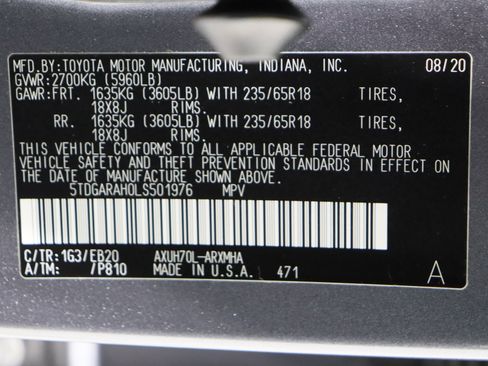 MFD.BY:TOYOTA MOTOR MANUFACTURING, INDIANA, INC. 08/20
GVWR:2700KG (5960LB)
GAWR:FRT. 1635KG (3605LB) WITH 235/65R18 TIRES,
18X8J RIMS.
RR. 1635KG (3605LB) WITH 235/65R18 TIRES,
18X8J RIMS.
THIS VEHICLE CONFORMS TO ALL APPLICABLE FEDERAL MOTOR
VEHICLE SAFETY AND THEFT PREVENTION STANDARDS IN EFFECT
ON THE DATE OF MANUFACTURE SHOWN ABOVE.
5TDGARAH0LS501976 MPV
C/TR: 1G3/EB20 AXUH70L-ARXMHA
A/TM: /P810 MADE IN U.S.A. 471 A